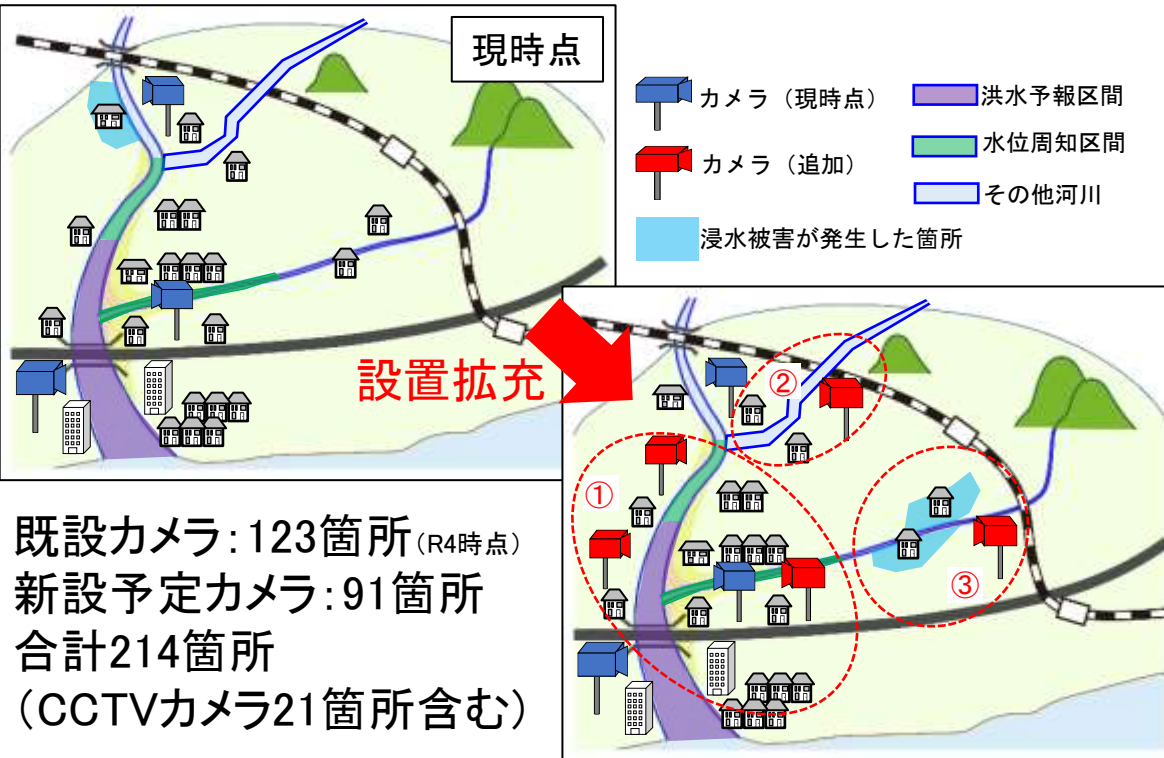 現時点
カメラ（現時点）
カメラ（追加）
浸水被害が発生した箇所
洪水予報区間
水位周知区間
その他河川
設置拡充
①
②
③
既設カメラ：123箇所（R4時点）
新設予定カメラ：91箇所
合計214箇所
（CCTVカメラ21箇所含む）